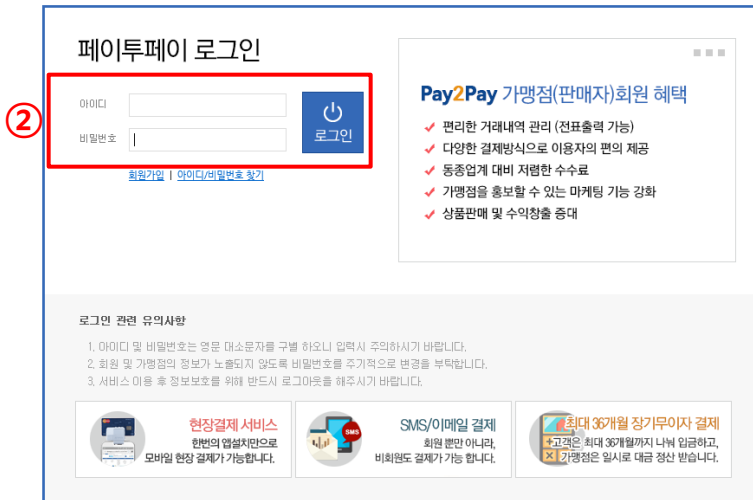 페이투페이 로그인
②
아이디
비밀번호
로그인
회원가입 | 아이디/비밀번호 찾기
Pay2Pay 가맹점(판매자)회원 혜택
편리한 거래내역 관리 (전표출력 가능)
다양한 결제방식으로 이용자의 편의 제공
동종업계 대비 저렴한 수수료
가맹점을 홍보할 수 있는 마케팅 기능 강화
상품판매 및 수익창출 증대
로그인 관련 유의사항
1. 아이디 및 비밀번호는 영문 대소문자를 구별 하오니 입력시 주의하시기 바랍니다.
2. 회원 및 가맹점의 정보가 노출되지 않도록 비밀번호를 주기적으로 변경을 부탁합니다.
3. 서비스 이용 후 정보보호를 위해 반드시 로그아웃을 해주시기 바랍니다.
현장결제 서비스
한번의 앱설치만으로
모바일 현장 결제가 가능합니다.
SMS
SMS/이메일 결제
회원 뿐만 아니라,
비회원도 결제가 가능 합니다.
최대 36개월 장기무이자 결제
고객은 최대 36개월까지 나눠 입금하고,
가맹점은 일시로 대금 정산 받습니다.